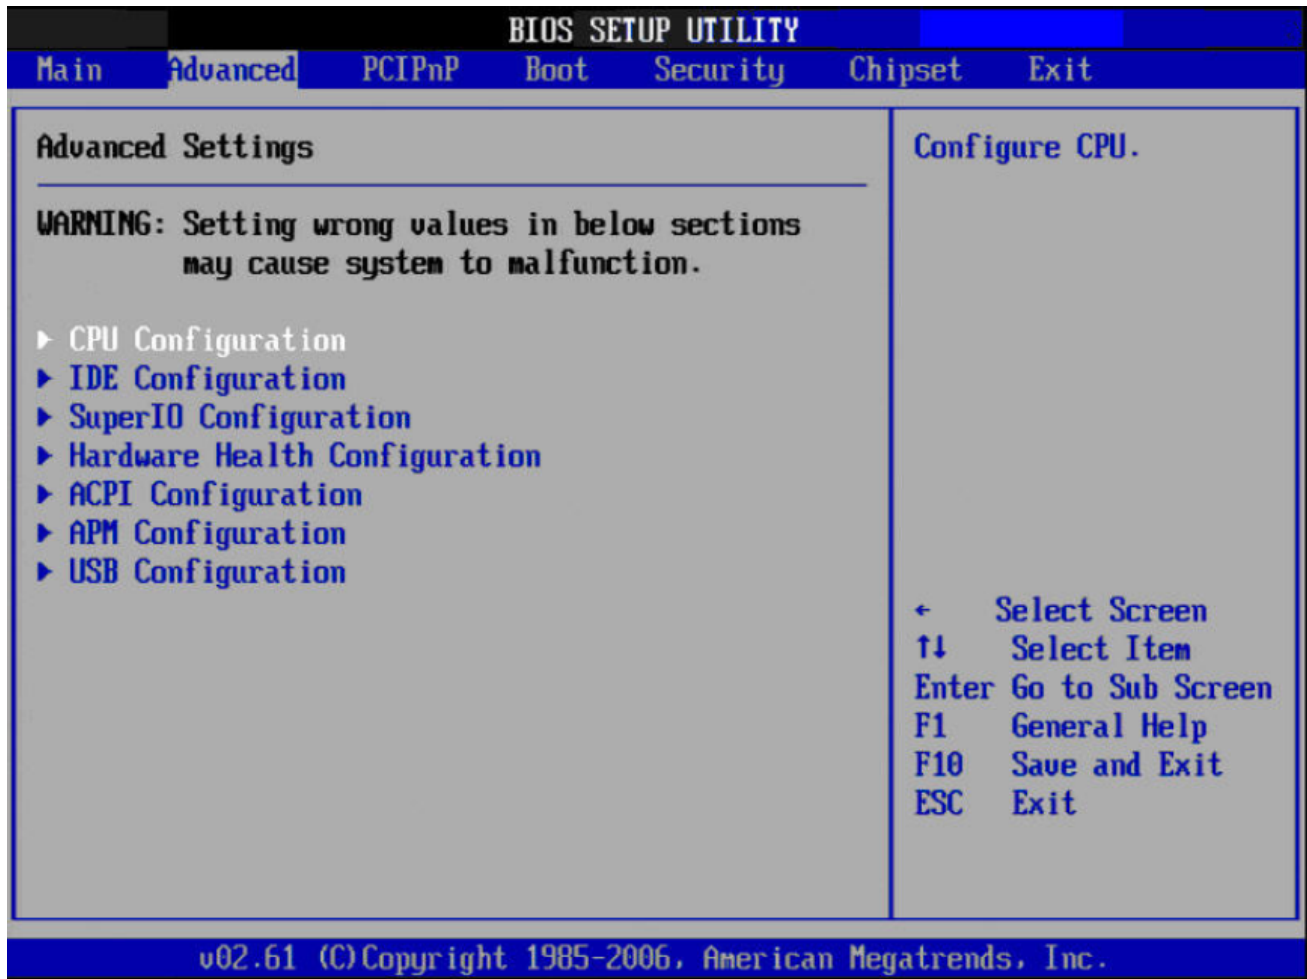 BIOS SETUP UTILITY
Main Advanced PCIPnP Boot Security Chipset Exit
Advanced Settings
WARNING: Setting wrong values in below sections
may cause system to malfunction.
▶ CPU Configuration
▶ IDE Configuration
▶ SuperIO Configuration
▶ Hardware Health Configuration
▶ ACPI Configuration
▶ APM Configuration
▶ USB Configuration
Configure CPU.
← Select Screen
↑↓ Select Item
Enter Go to Sub Screen
F1 General Help
F10 Save and Exit
ESC Exit
v02.61 (C)Copyright 1985-2006, American Megatrends, Inc.